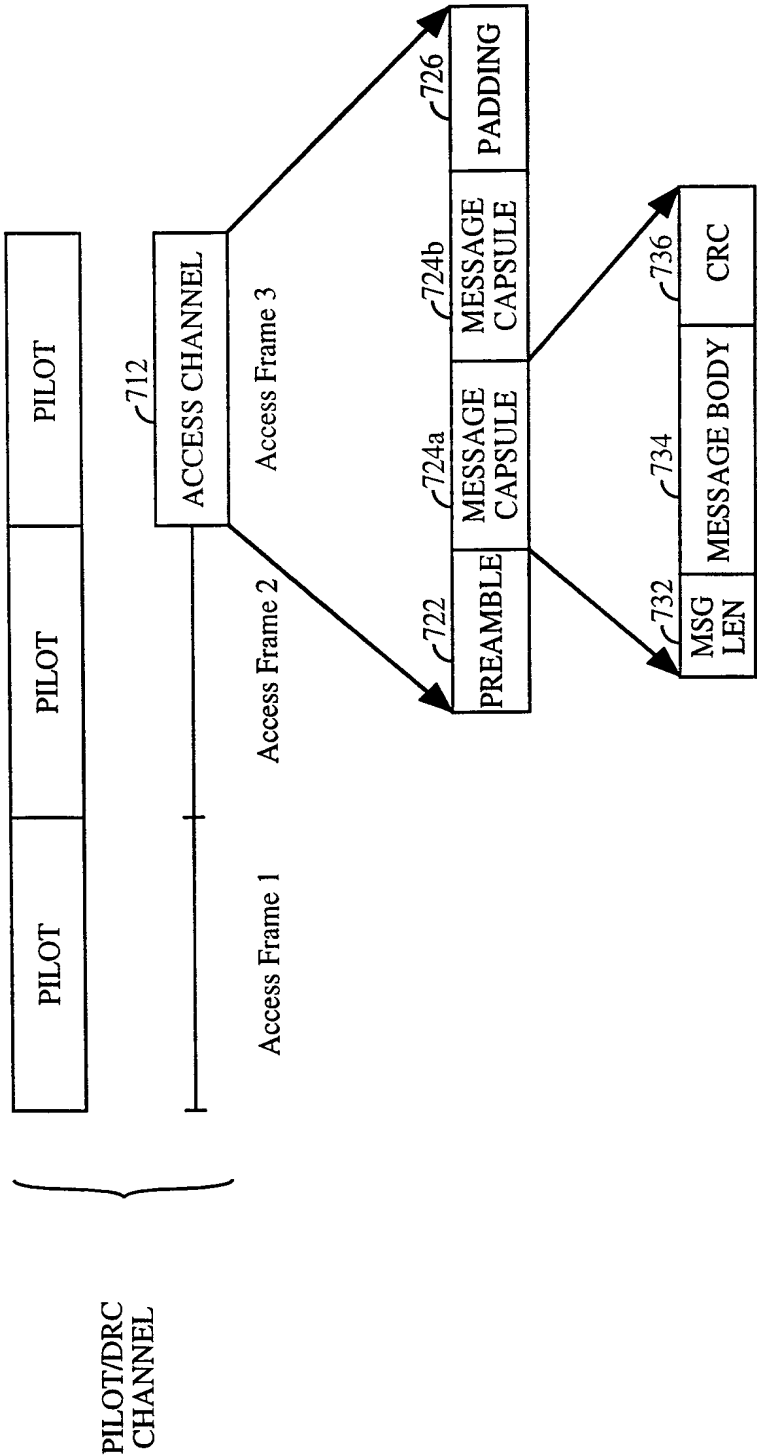 PILOT/DRC
CHANNEL
PILOT
PILOT
PILOT
712
ACCESS CHANNEL
Access Frame 1
Access Frame 2
Access Frame 3
722
724a
724b
726
PREAMBLE
MESSAGE
CAPSULE
MESSAGE
CAPSULE
PADDING
732
734
736
MSG
LEN
MESSAGE BODY
CRC